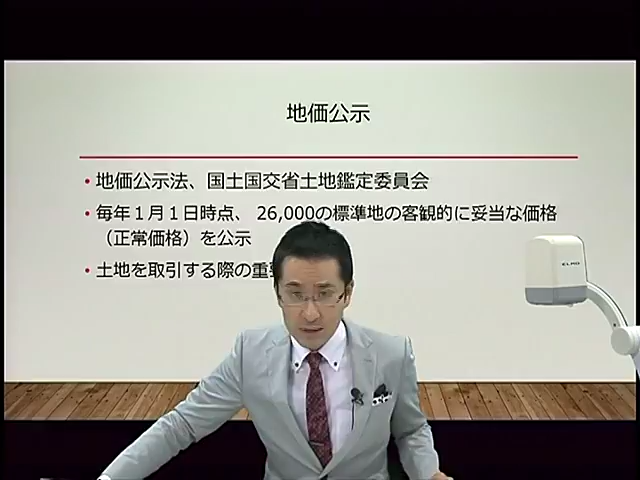 地価公示
• 地価公示法、国土国交省土地鑑定委員会
• 毎年1月1日時点、 26,000の標準地の客観的に妥当な価格
（正常価格）を公示
• 土地を取引する際の重
ELMO